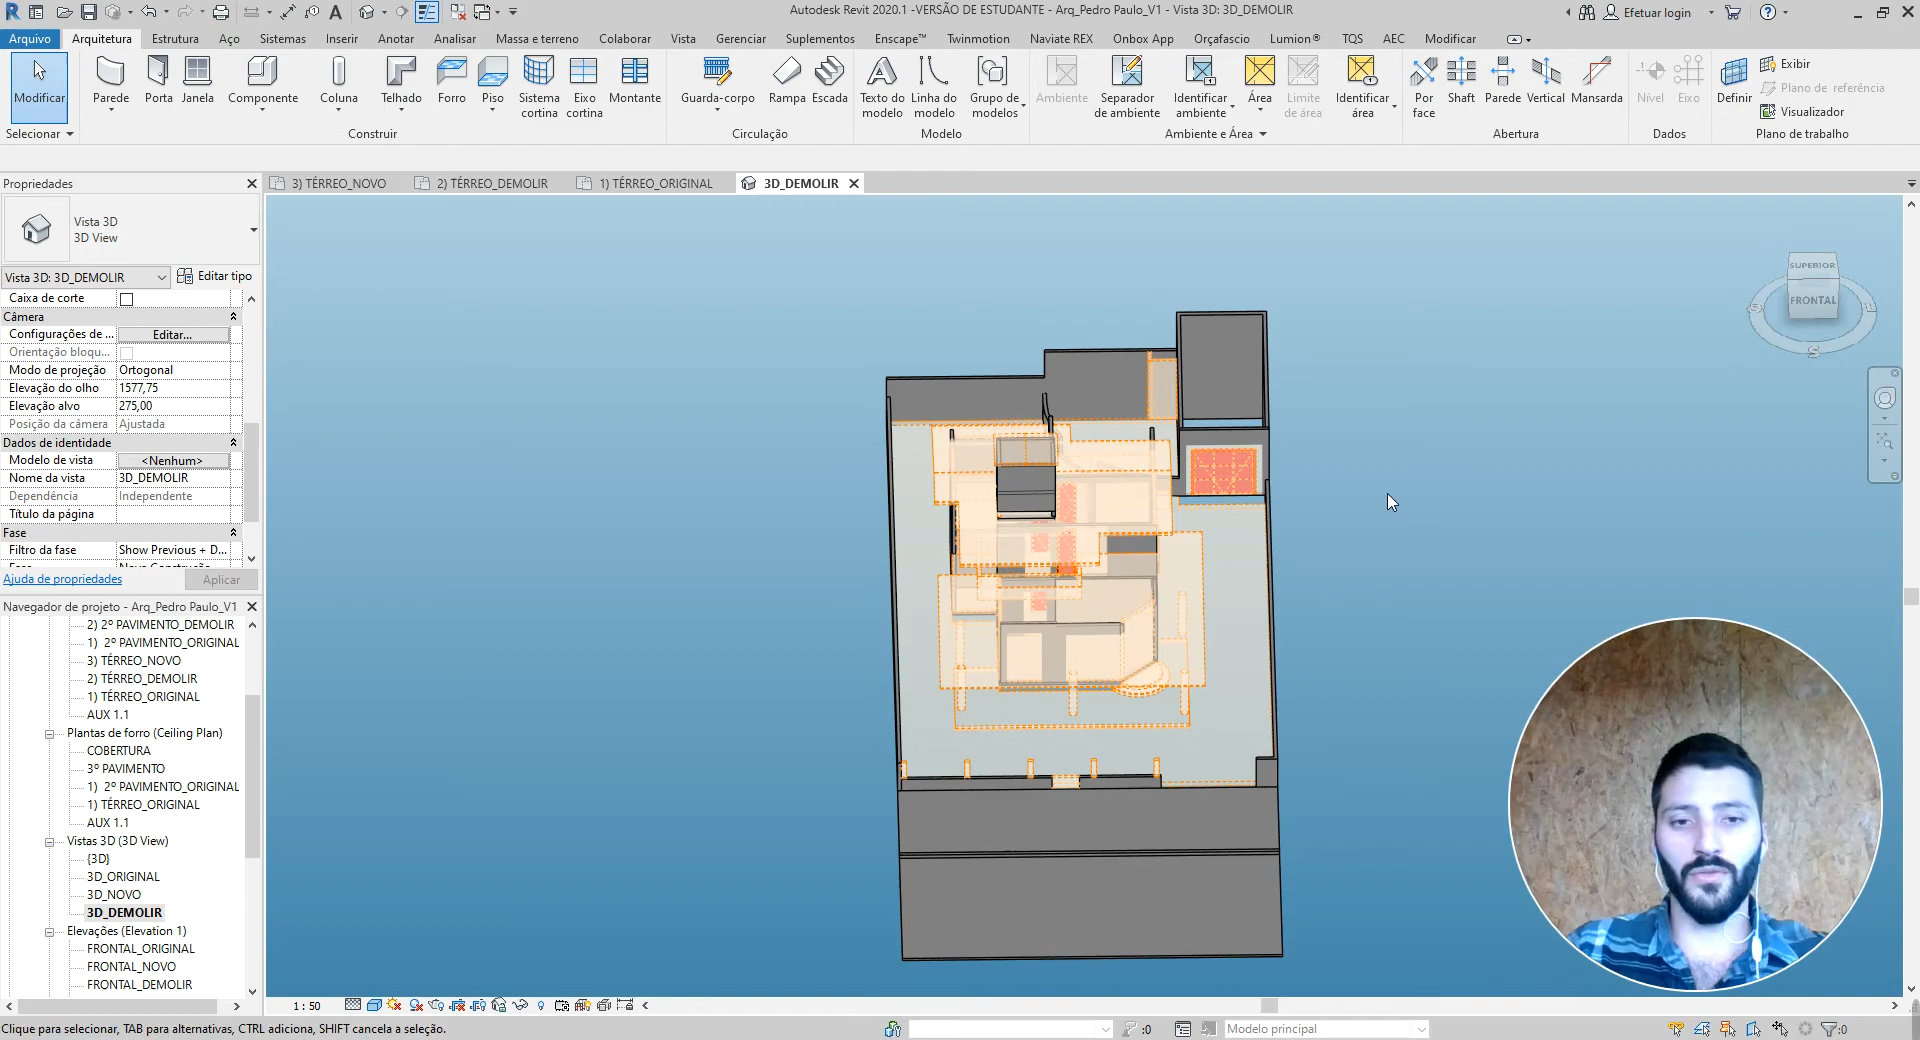 Autodesk Revit 2020.1 -VERSÃO DE ESTUDANTE - Arq_Pedro Paulo_V1 - Vista 3D: 3D_DEMOLIR
Efetuar login
Arquivo Arquitetura Estrutura Aço Sistemas Inserir Anotar Analisar Massa e terreno Colaborar Vista Gerenciar Suplementos Enscape™ Twinmotion Naviate REX Onbox App Orçafascio Lumion® TQS AEC Modificar
Modificar Parede Porta Janela Componente Coluna Telhado Forro Piso Sistema cortina Eixo cortina Montante Guarda-corpo Rampa Escada Texto do modelo Linha do modelo Grupo de modelos Ambiente Separador de ambiente Identificar ambiente Área Limite de área Identificar área Por face Shaft Parede Vertical Mansarda Nível Eixo Definir
Exibir
Plano de referência
Visualizador
Selecionar Construir Circulação Modelo Ambiente e Área Abertura Dados Plano de trabalho
Propriedades
3) TÉRREO_NOVO 2) TÉRREO_DEMOLIR 1) TÉRREO_ORIGINAL 3D_DEMOLIR
Vista 3D
3D View
Vista 3D: 3D_DEMOLIR Editar tipo
Caixa de corte
Câmera
Configurações de ... Editar...
Orientação bloqu...
Modo de projeção Ortogonal
Elevação do olho 1577,75
Elevação alvo 275,00
Posição da câmera Ajustada
Dados de identidade
Modelo de vista <Nenhum>
Nome da vista 3D_DEMOLIR
Dependência Independente
Título da página
Fase
Filtro da fase Show Previous + D...
Ajuda de propriedades Aplicar
Navegador de projeto - Arq_Pedro Paulo_V1
2) 2º PAVIMENTO_DEMOLIR
1) 2º PAVIMENTO_ORIGINAL
3) TÉRREO_NOVO
2) TÉRREO_DEMOLIR
1) TÉRREO_ORIGINAL
AUX 1.1
Plantas de forro (Ceiling Plan)
COBERTURA
3º PAVIMENTO
1) 2º PAVIMENTO_ORIGINAL
1) TÉRREO_ORIGINAL
AUX 1.1
Vistas 3D (3D View)
{3D}
3D_ORIGINAL
3D_NOVO
3D_DEMOLIR
Elevações (Elevation 1)
FRONTAL_ORIGINAL
FRONTAL_NOVO
FRONTAL_DEMOLIR
SUPERIOR
FRONTAL
1 : 50
Clique para selecionar, TAB para alternativas, CTRL adiciona, SHIFT cancela a seleção.
:0
Modelo principal
:0